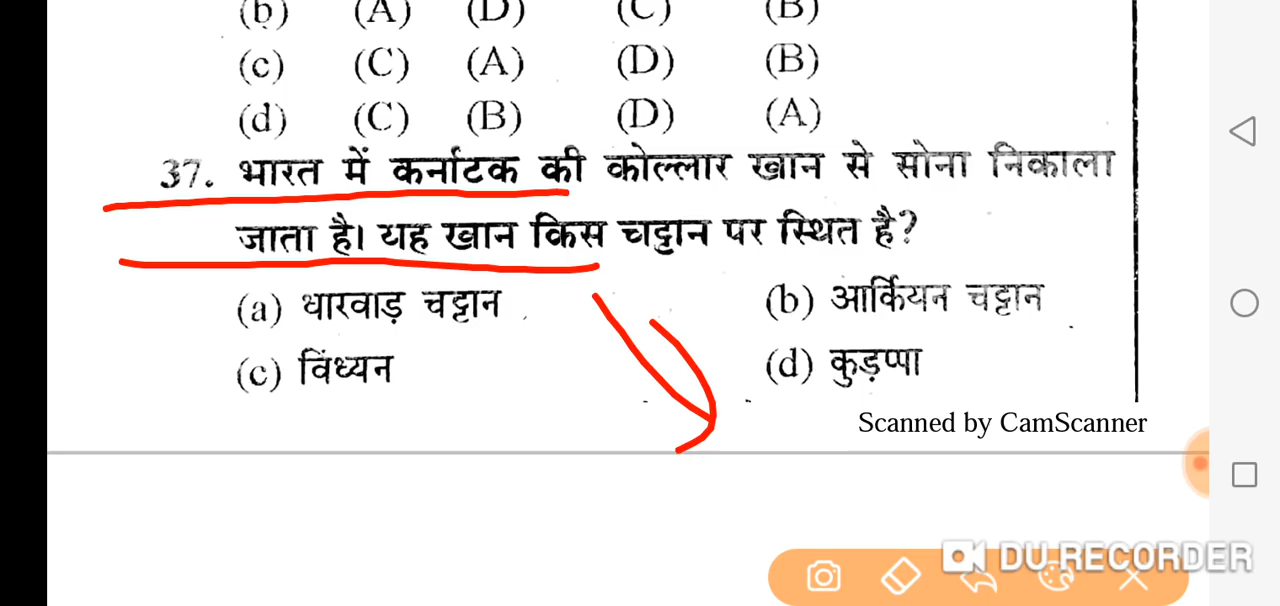 (b) (A) (D) (C) (B)
(c) (C) (A) (D) (B)
(d) (C) (B) (D) (A)
37. भारत में कर्नाटक की कोल्लार खान से सोना निकाला
जाता है। यह खान किस चट्टान पर स्थित है?
(a) धारवाड़ चट्टान (b) आर्कियन चट्टान
(c) विंध्यन (d) कुड़प्पा
Scanned by CamScanner
DU RECORDER